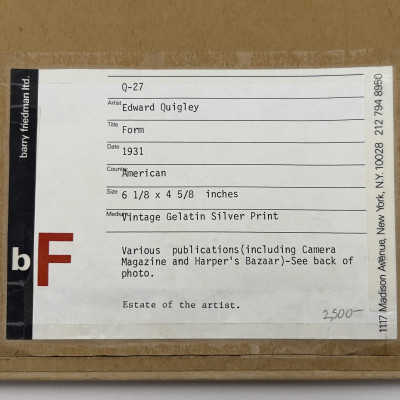 barry friedman ltd.
bF
Q-27
Artist Edward Quigley
Title Form
Date 1931
Country American
Size 6 1/8 x 4 5/8 inches
Medium Vintage Gelatin Silver Print
Various publications(including Camera
Magazine and Harper's Bazaar)-See back of
photo.
Estate of the artist.
2,500-
1117 Madison Avenue, New York, N.Y. 10028 212 794 8950